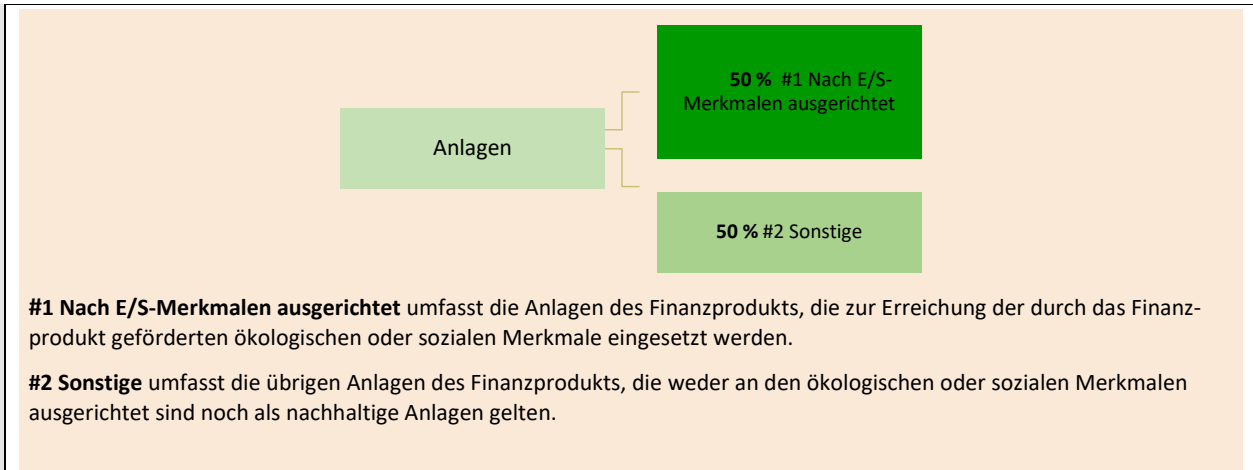 50 % #1 Nach E/S-
Merkmalen ausgerichtet
Anlagen
50 % #2 Sonstige
#1 Nach E/S-Merkmalen ausgerichtet umfasst die Anlagen des Finanzprodukts, die zur Erreichung der durch das Finanz-
produkt geförderten ökologischen oder sozialen Merkmale eingesetzt werden.
#2 Sonstige umfasst die übrigen Anlagen des Finanzprodukts, die weder an den ökologischen oder sozialen Merkmalen
ausgerichtet sind noch als nachhaltige Anlagen gelten.